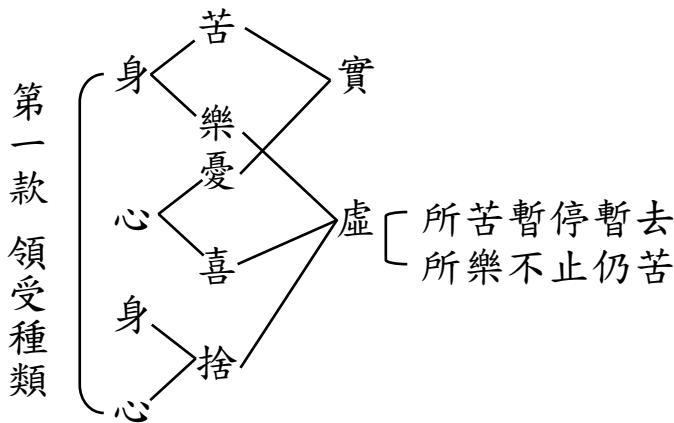 第一款 領受種類
身
心
身
心
苦
樂
憂
喜
捨
實
虛
所苦暫停暫去
所樂不止仍苦